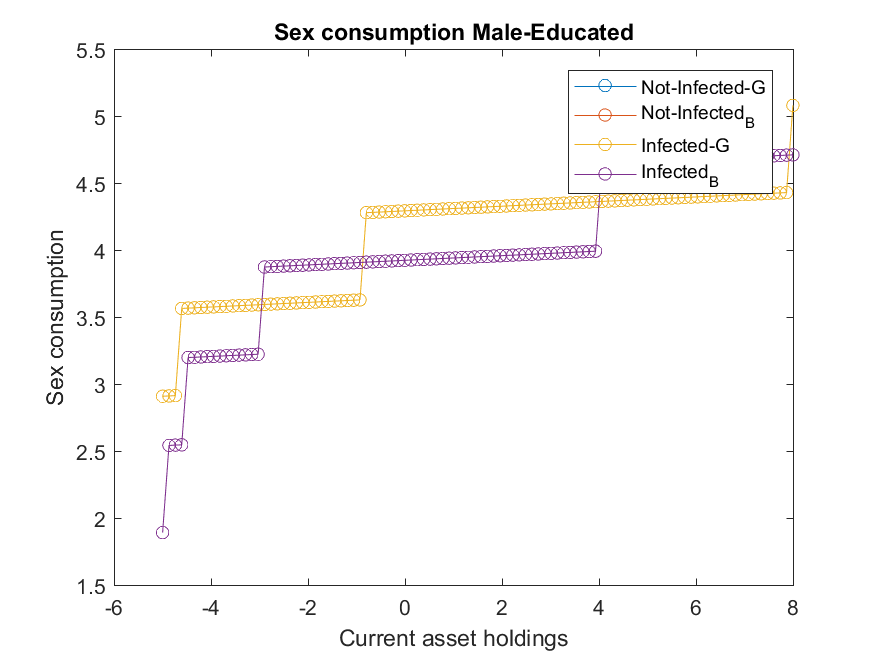 Sex consumption Male-Educated
5.5
5
4.5
4
3.5
3
2.5
2
1.5
Sex consumption
Not-Infected-G
Not-Infected_B
Infected-G
Infected_B
-6 -4 -2 0 2 4 6 8
Current asset holdings